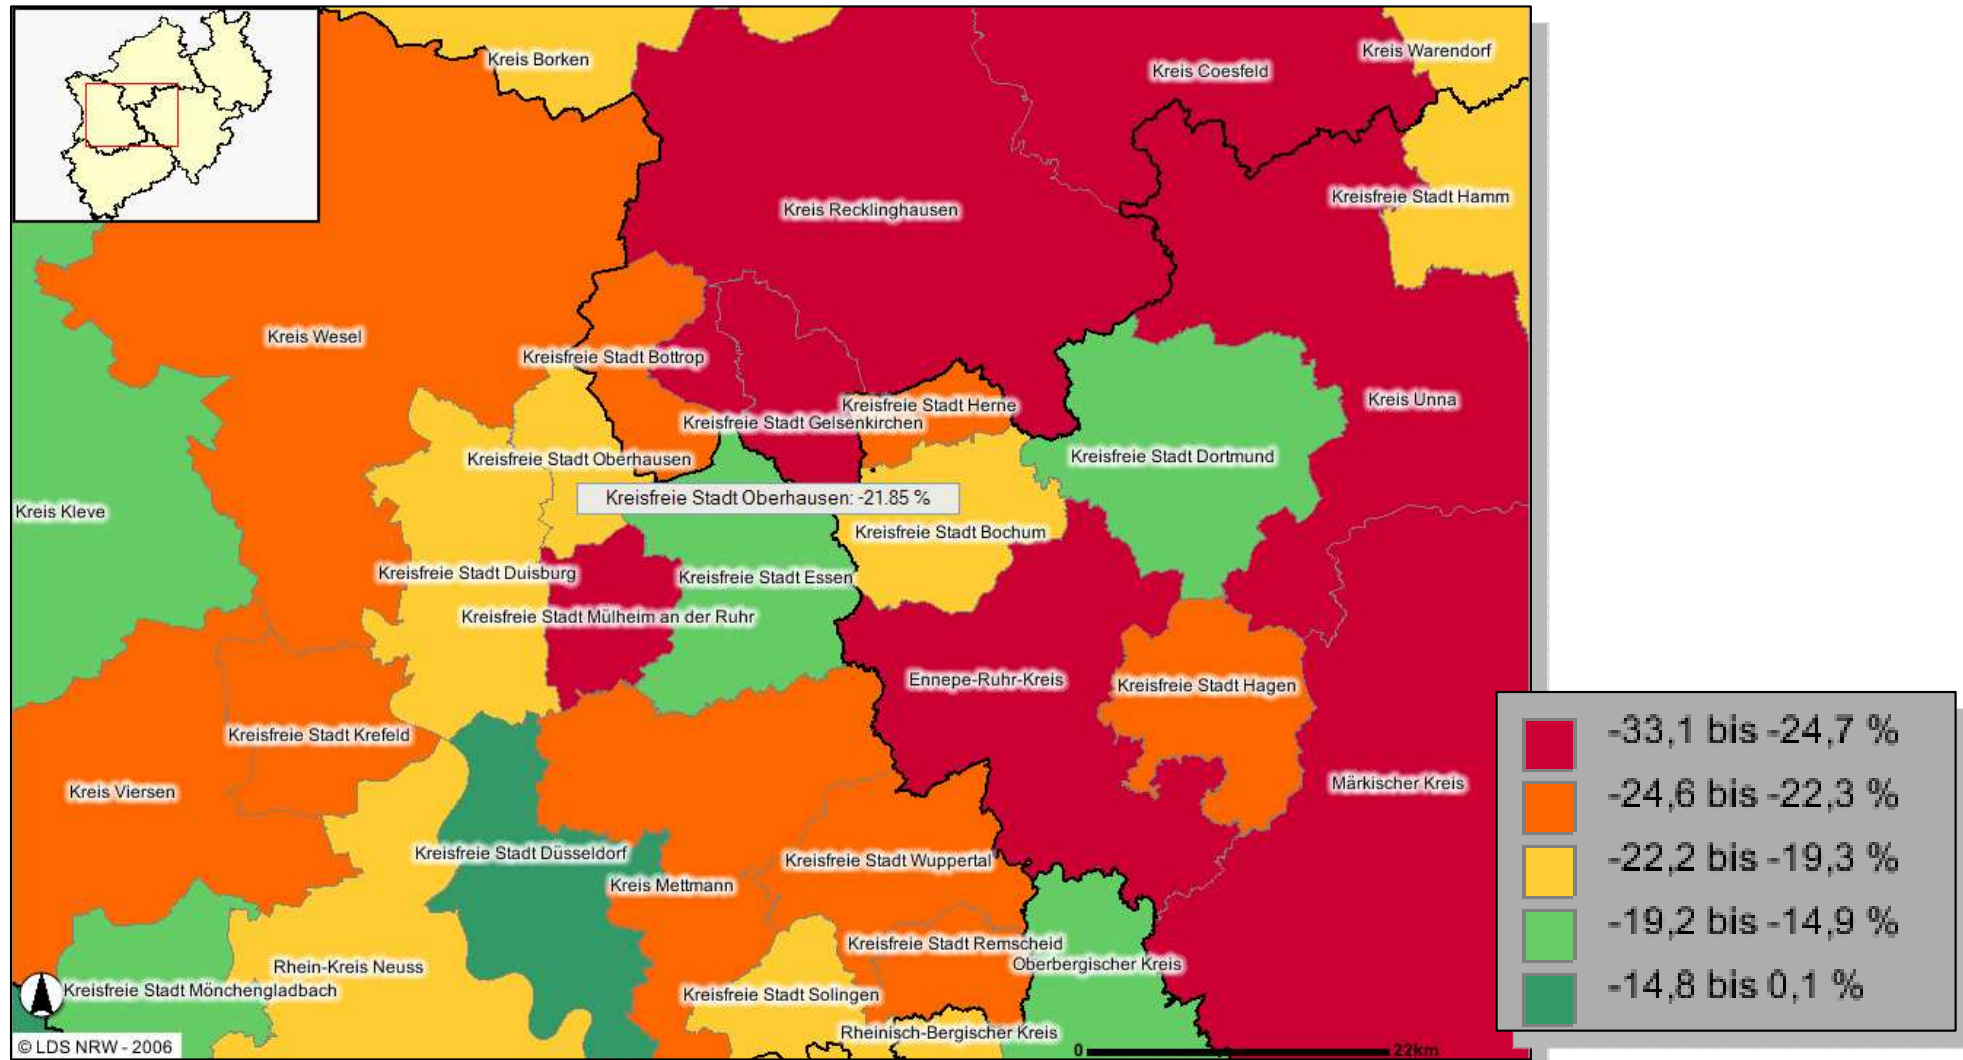 Kreis Borken
Kreis Warendorf
Kreis Coesfeld
Kreisfreie Stadt Hamm
Kreis Recklinghausen
Kreis Wesel
Kreisfreie Stadt Bottrop
Kreis Unna
Kreisfreie Stadt Herne
Kreisfreie Stadt Gelsenkirchen
Kreisfreie Stadt Dortmund
Kreisfreie Stadt Oberhausen
Kreisfreie Stadt Oberhausen: -21.85 %
Kreis Kleve
Kreisfreie Stadt Bochum
Kreisfreie Stadt Duisburg
Kreisfreie Stadt Essen
Kreisfreie Stadt Mülheim an der Ruhr
Ennepe-Ruhr-Kreis
Kreisfreie Stadt Hagen
Kreisfreie Stadt Krefeld
Kreis Viersen
Märkischer Kreis
Kreisfreie Stadt Düsseldorf
Kreisfreie Stadt Wuppertal
Kreis Mettmann
Kreisfreie Stadt Remscheid
Oberbergischer Kreis
Rhein-Kreis Neuss
Kreisfreie Stadt Mönchengladbach
Kreisfreie Stadt Solingen
Rheinisch-Bergischer Kreis
© LDS NRW - 2006
0 22km
-33,1 bis -24,7 %
-24,6 bis -22,3 %
-22,2 bis -19,3 %
-19,2 bis -14,9 %
-14,8 bis 0,1 %